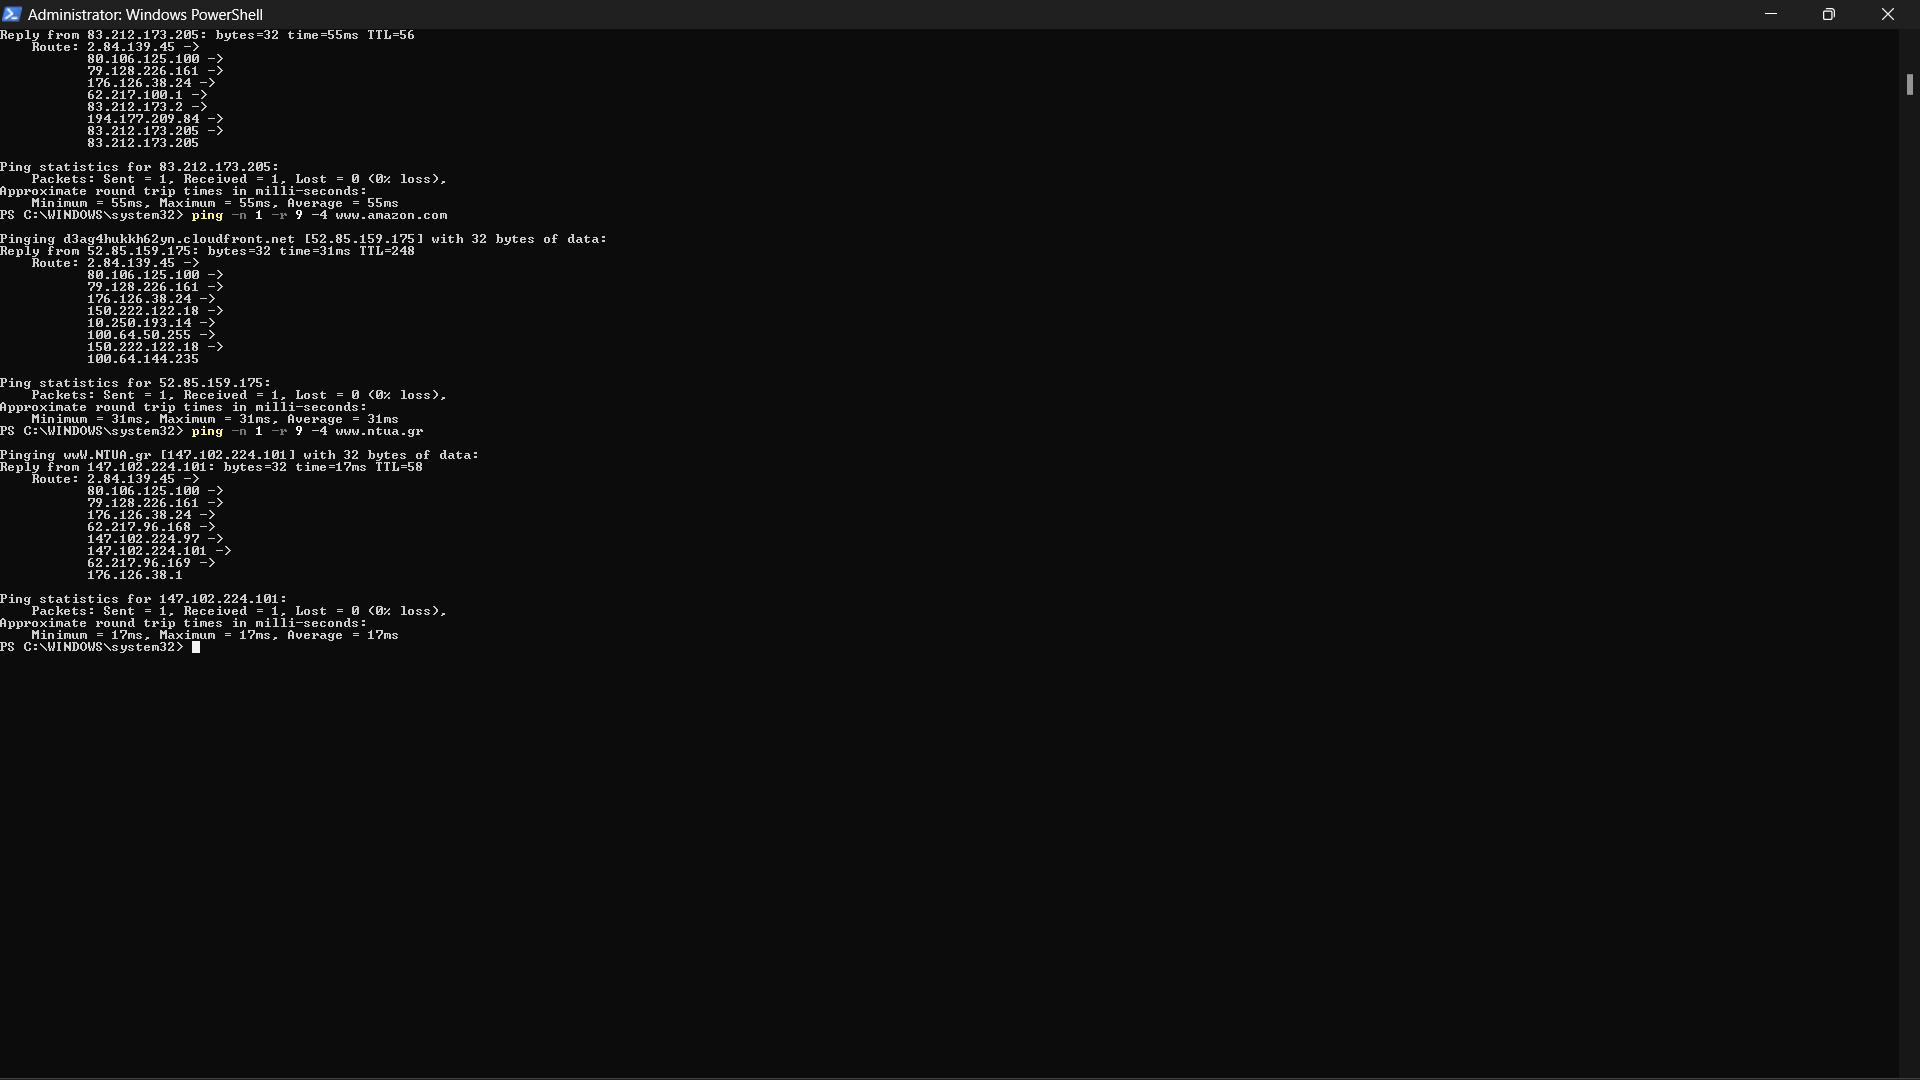 Administrator: Windows PowerShell
Reply from 83.212.173.205: bytes=32 time=55ms TTL=56
Route: 2.84.139.45 ->
80.106.125.100 ->
79.128.226.161 ->
176.126.38.24 ->
62.217.100.1 ->
83.212.173.2 ->
194.177.209.84 ->
83.212.173.205 ->
83.212.173.205
Ping statistics for 83.212.173.205:
Packets: Sent = 1, Received = 1, Lost = 0 (0% loss),
Approximate round trip times in milli-seconds:
Minimum = 55ms, Maximum = 55ms, Average = 55ms
PS C:\WINDOWS\system32> ping -n 1 -r 9 -4 www.amazon.com
Pinging d3ag4hukkh62yn.cloudfront.net [52.85.159.175] with 32 bytes of data:
Reply from 52.85.159.175: bytes=32 time=31ms TTL=248
Route: 2.84.139.45 ->
80.106.125.100 ->
79.128.226.161 ->
176.126.38.24 ->
150.222.122.18 ->
10.250.193.14 ->
100.64.50.255 ->
150.222.122.18 ->
100.64.144.235
Ping statistics for 52.85.159.175:
Packets: Sent = 1, Received = 1, Lost = 0 (0% loss),
Approximate round trip times in milli-seconds:
Minimum = 31ms, Maximum = 31ms, Average = 31ms
PS C:\WINDOWS\system32> ping -n 1 -r 9 -4 www.ntua.gr
Pinging wwW.NTUA.gr [147.102.224.101] with 32 bytes of data:
Reply from 147.102.224.101: bytes=32 time=17ms TTL=58
Route: 2.84.139.45 ->
80.106.125.100 ->
79.128.226.161 ->
176.126.38.24 ->
62.217.96.168 ->
147.102.224.97 ->
147.102.224.101 ->
62.217.96.169 ->
176.126.38.1
Ping statistics for 147.102.224.101:
Packets: Sent = 1, Received = 1, Lost = 0 (0% loss),
Approximate round trip times in milli-seconds:
Minimum = 17ms, Maximum = 17ms, Average = 17ms
PS C:\WINDOWS\system32>